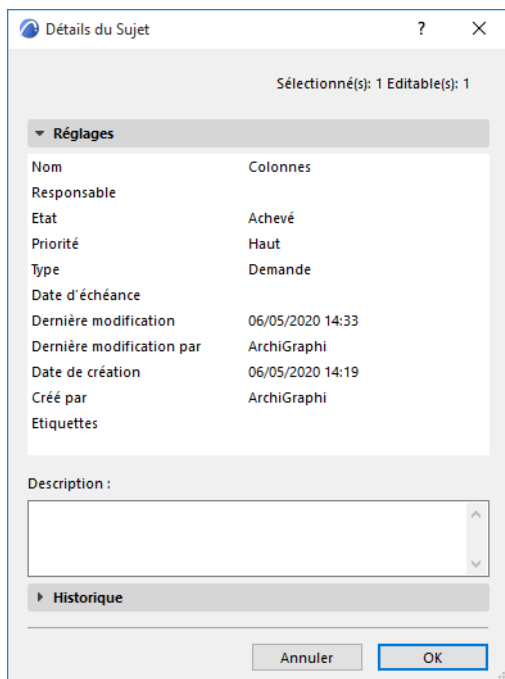 Détails du Sujet
?
Sélectionné(s): 1 Editable(s): 1
Réglages
Nom Colonnes
Responsable
Etat Achevé
Priorité Haut
Type Demande
Date d'échéance
Dernière modification 06/05/2020 14:33
Dernière modification par ArchiGraphi
Date de création 06/05/2020 14:19
Créé par ArchiGraphi
Etiquettes
Description :
Historique
Annuler OK